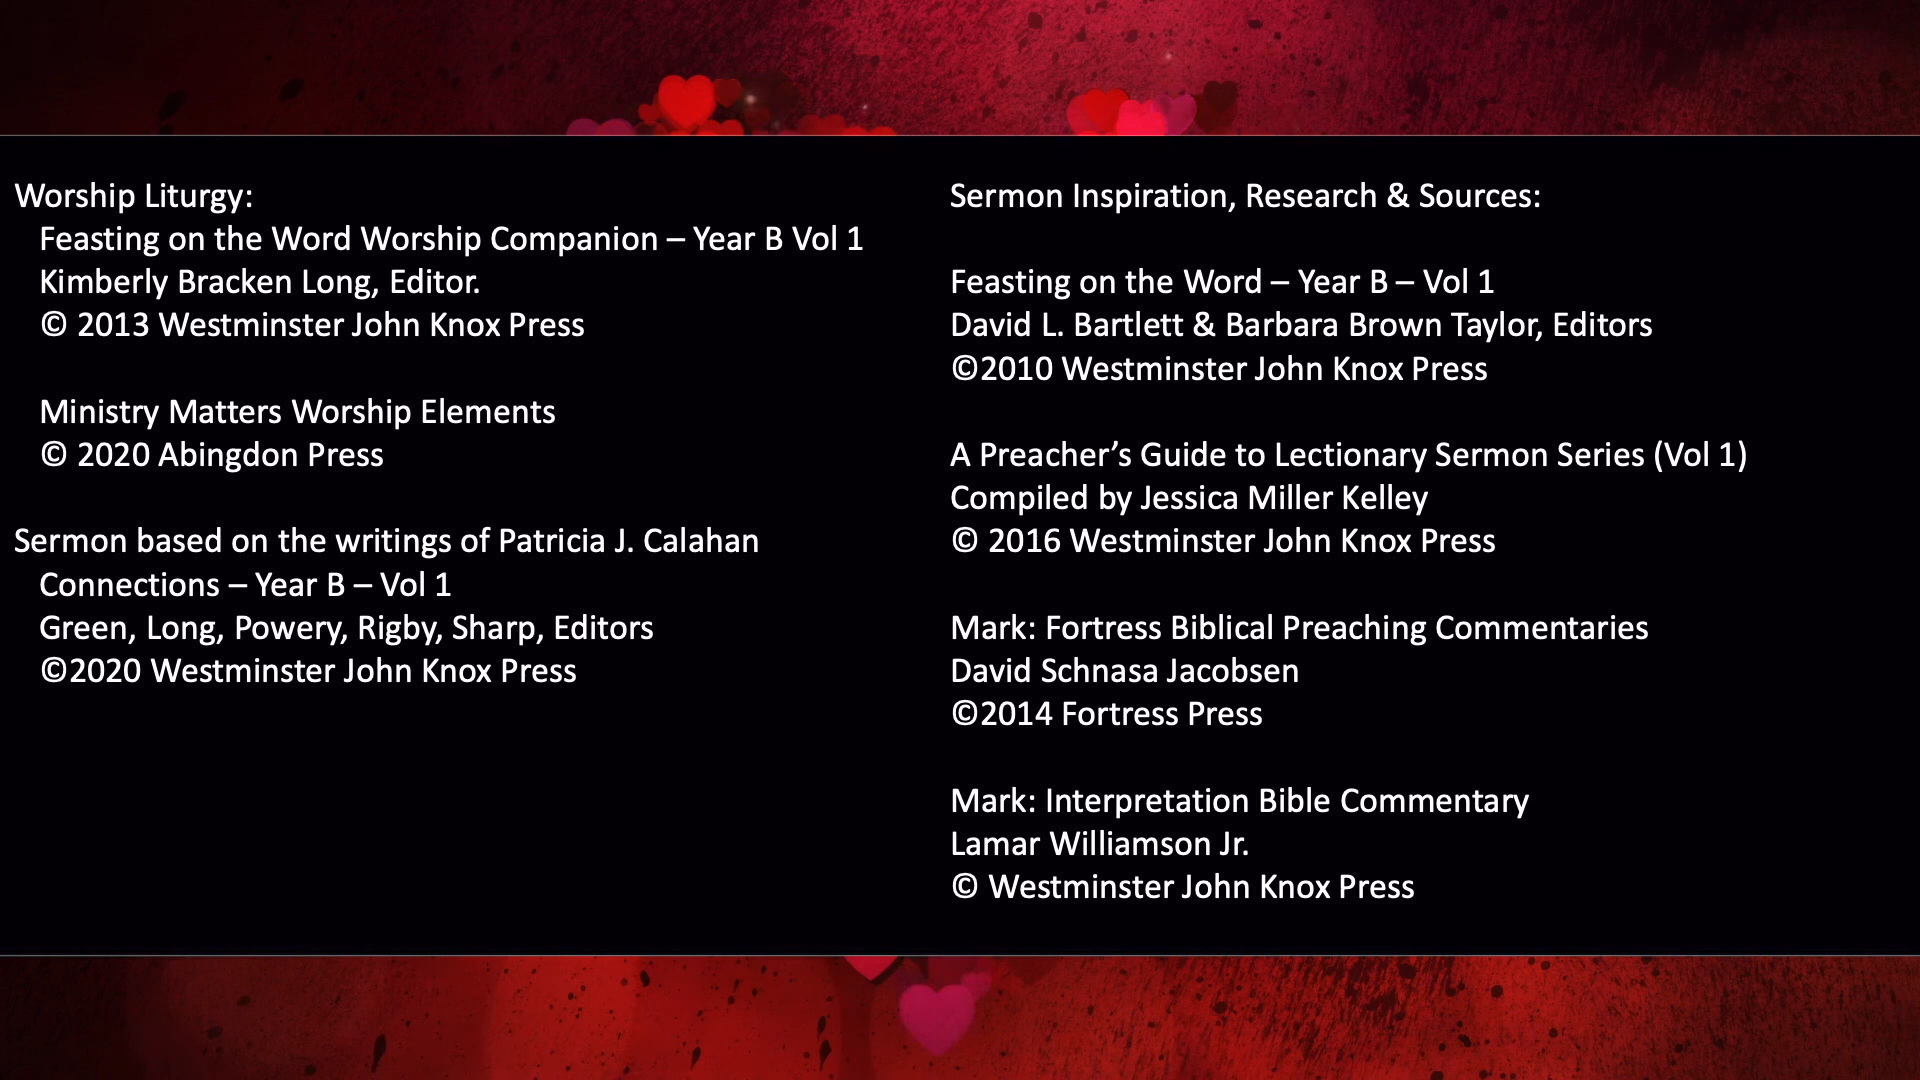 Worship Liturgy:
Feasting on the Word Worship Companion – Year B Vol 1
Kimberly Bracken Long, Editor.
© 2013 Westminster John Knox Press
Ministry Matters Worship Elements
© 2020 Abingdon Press
Sermon based on the writings of Patricia J. Calahan
Connections – Year B – Vol 1
Green, Long, Powery, Rigby, Sharp, Editors
©2020 Westminster John Knox Press
Sermon Inspiration, Research & Sources:
Feasting on the Word – Year B – Vol 1
David L. Bartlett & Barbara Brown Taylor, Editors
©2010 Westminster John Knox Press
A Preacher’s Guide to Lectionary Sermon Series (Vol 1)
Compiled by Jessica Miller Kelley
© 2016 Westminster John Knox Press
Mark: Fortress Biblical Preaching Commentaries
David Schnasa Jacobsen
©2014 Fortress Press
Mark: Interpretation Bible Commentary
Lamar Williamson Jr.
© Westminster John Knox Press